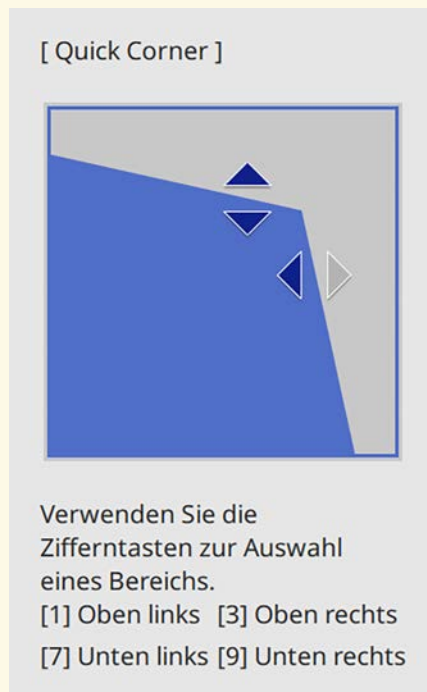 [ Quick Corner ]
Verwenden Sie die
Zifferntasten zur Auswahl
eines Bereichs.
[1] Oben links [3] Oben rechts
[7] Unten links [9] Unten rechts